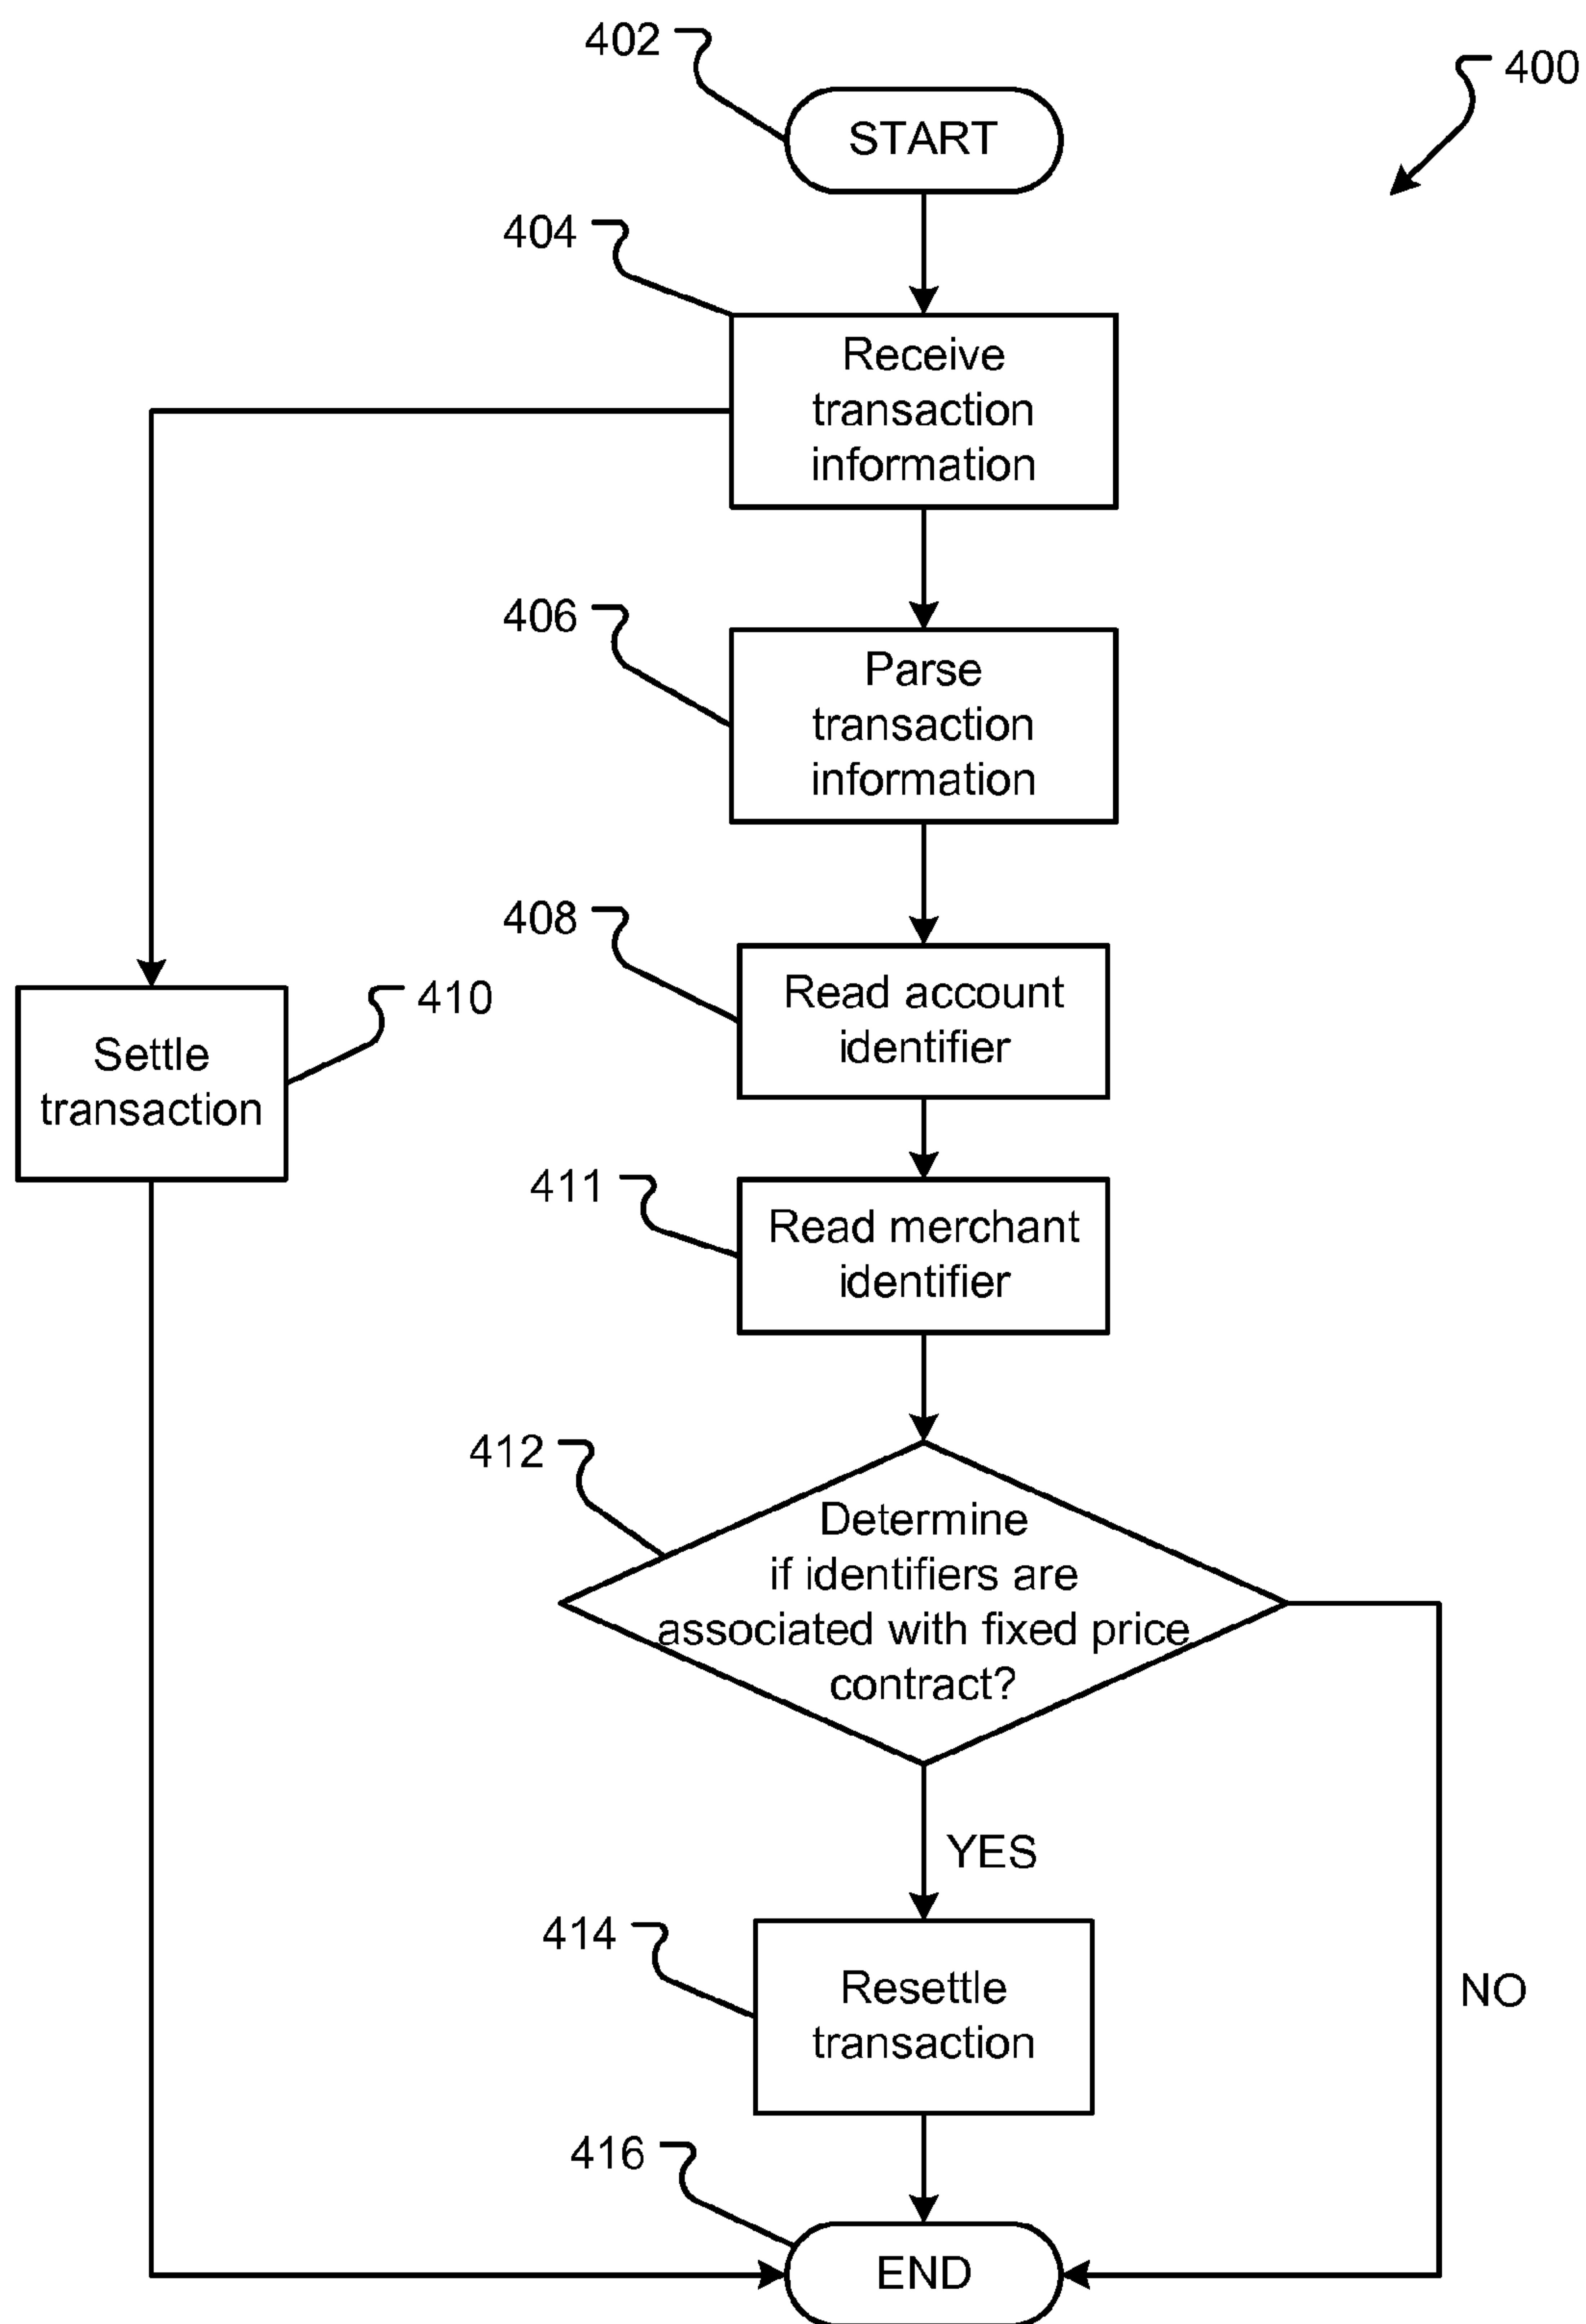 402
400
START
404
Receive
transaction
information
406
Parse
transaction
information
408
Read account
identifier
410
Settle
transaction
411
Read merchant
identifier
412
Determine
if identifiers are
associated with fixed price
contract?
YES
414
Resettle
transaction
NO
416
END